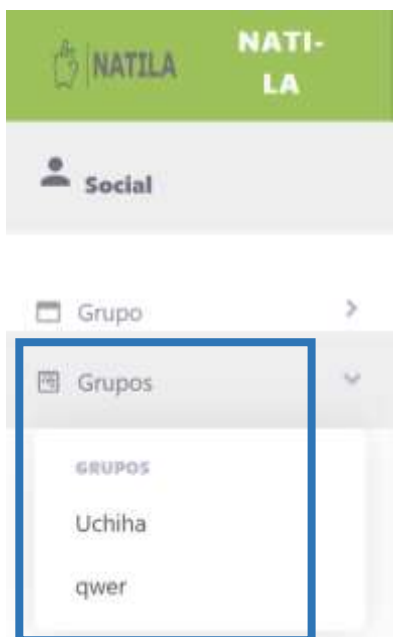 NATILA
NATI-
LA
Social
Grupo
Grupos
GRUPOS
Uchiha
qwer